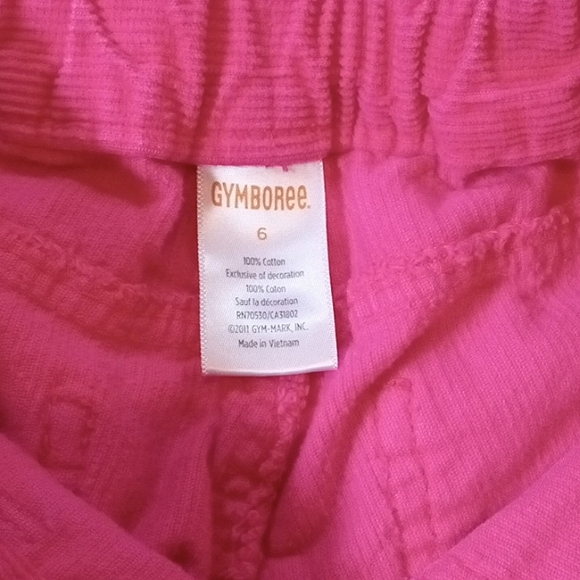 GYMBOREE.
6
100% Cotton
Exclusive of decoration
100% Coton
Sauf la décoration
RN70530/CA31802
©2011 GYM-MARK, INC.
Made in Vietnam